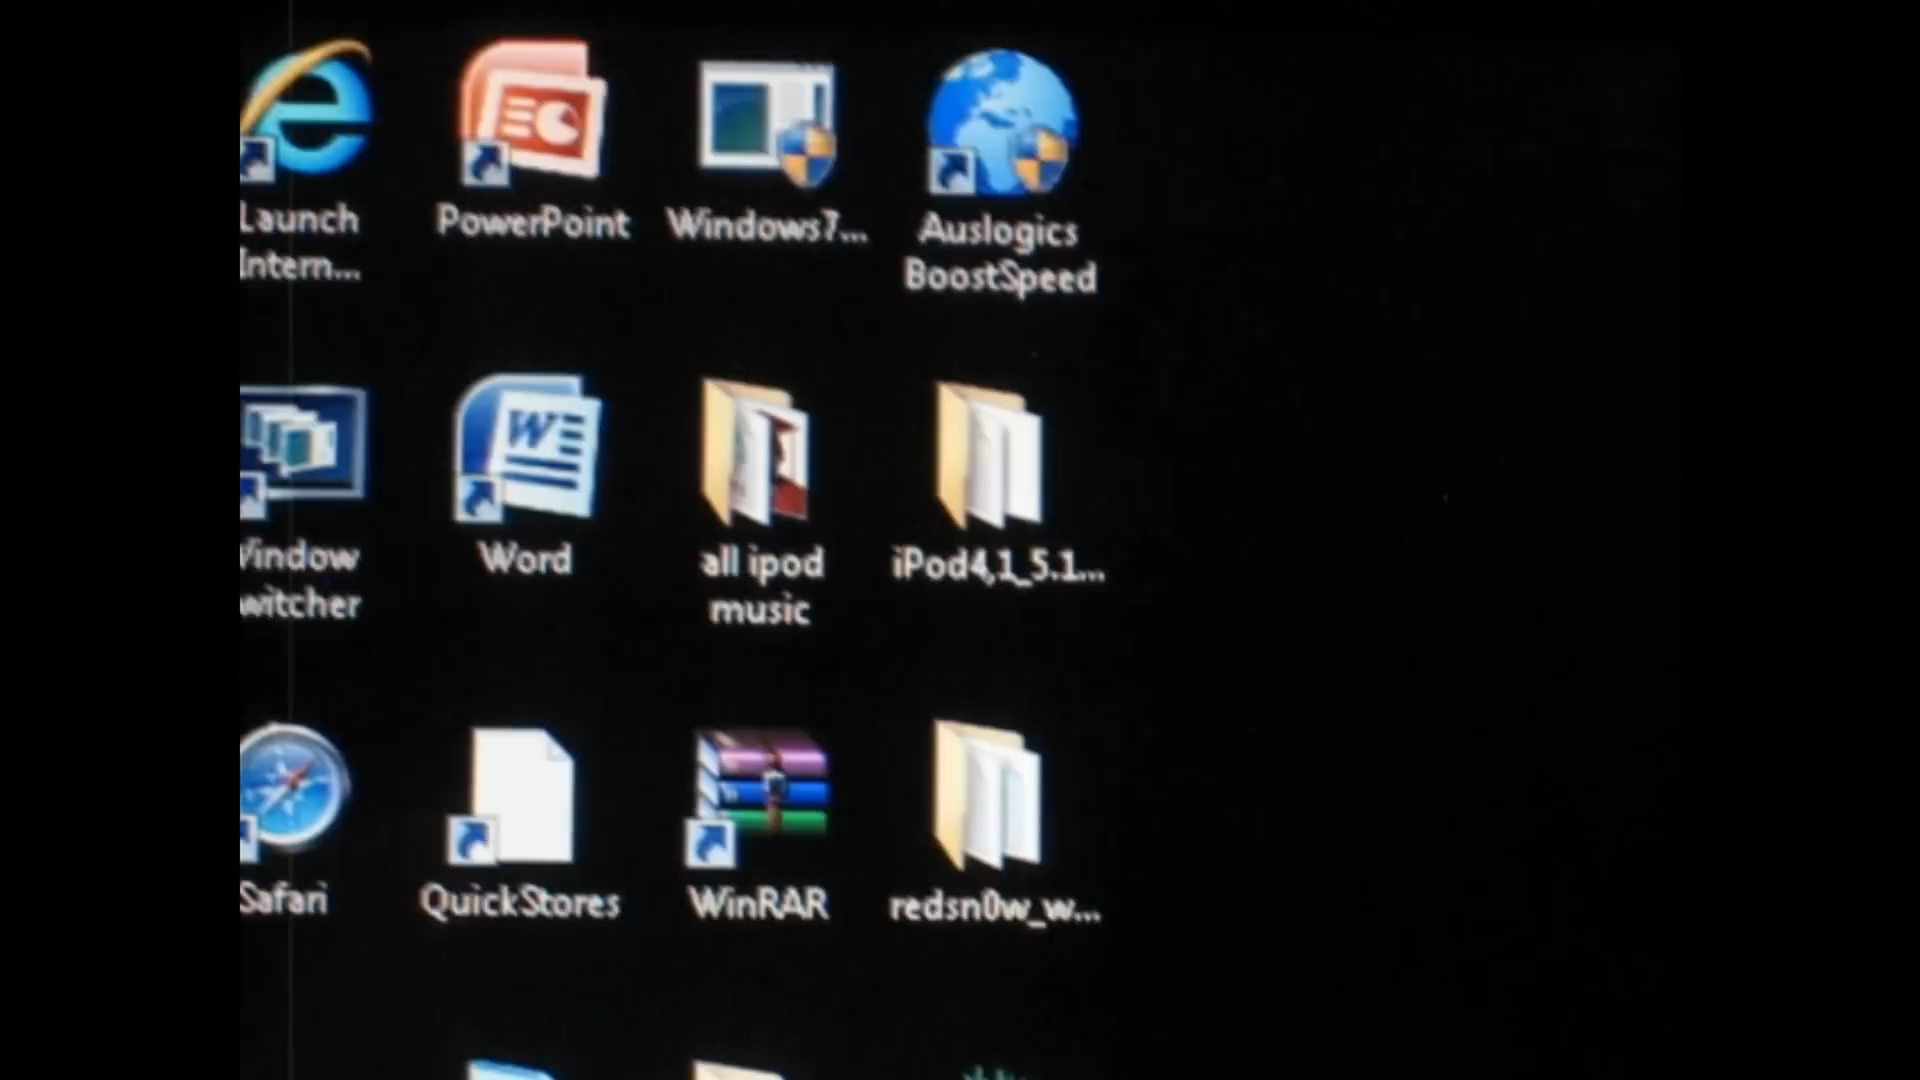 Launch
Intern...
PowerPoint
Windows7...
Auslogics
BoostSpeed
Window
witcher
Word
all ipod
music
iPod4,1_5.1...
Safari
QuickStores
WinRAR
redsn0w_w...